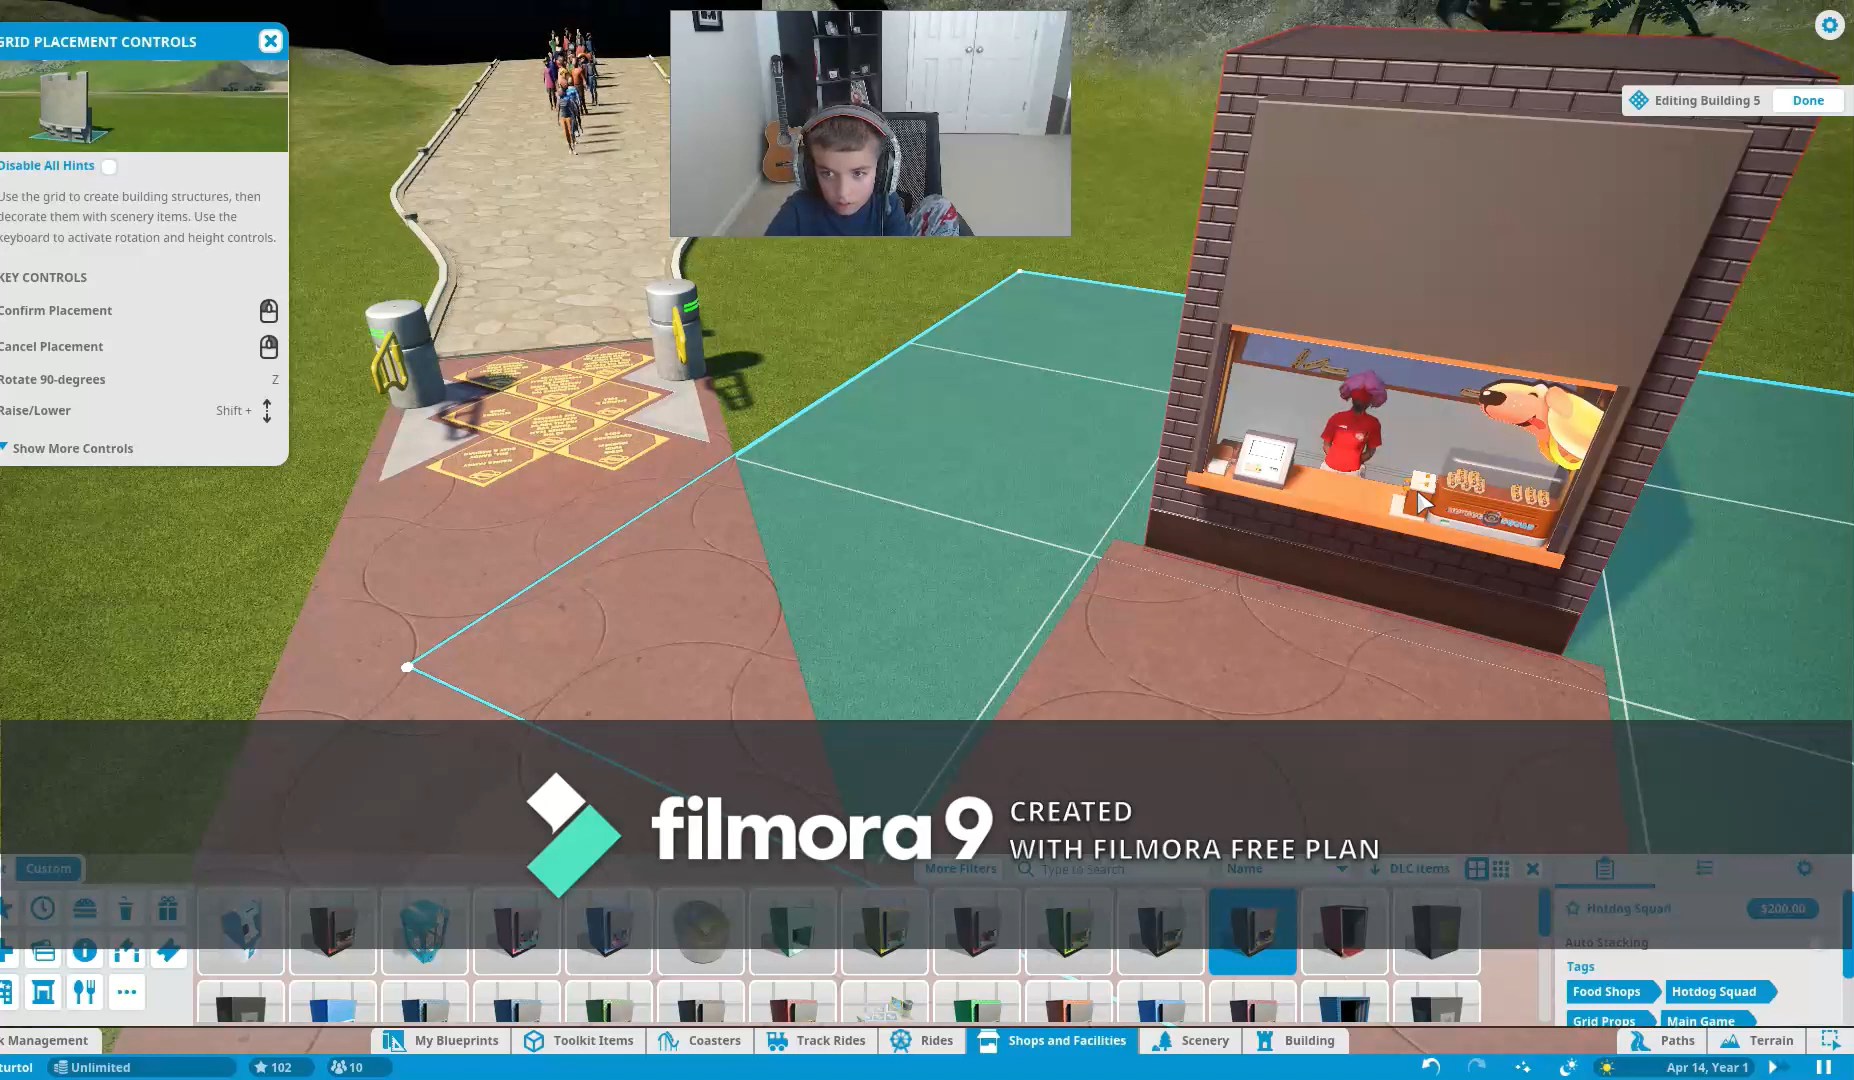 GRID PLACEMENT CONTROLS
Disable All Hints
Use the grid to create building structures, then
decorate them with scenery items. Use the
keyboard to activate rotation and height controls.
KEY CONTROLS
Confirm Placement
Cancel Placement
Rotate 90-degrees Z
Raise/Lower Shift +
Show More Controls
Editing Building 5 Done
filmora9 CREATED
WITH FILMORA FREE PLAN
Custom
More Filters Type to Search Name DLC items
Hotdog Squad $200.00
Auto Stacking
Tags
Food Shops Hotdog Squad
Grid Props Main Game
k Management My Blueprints Toolkit Items Coasters Track Rides Rides Shops and Facilities Scenery Building Paths Terrain
turtol Unlimited 102 10 Apr 14, Year 1